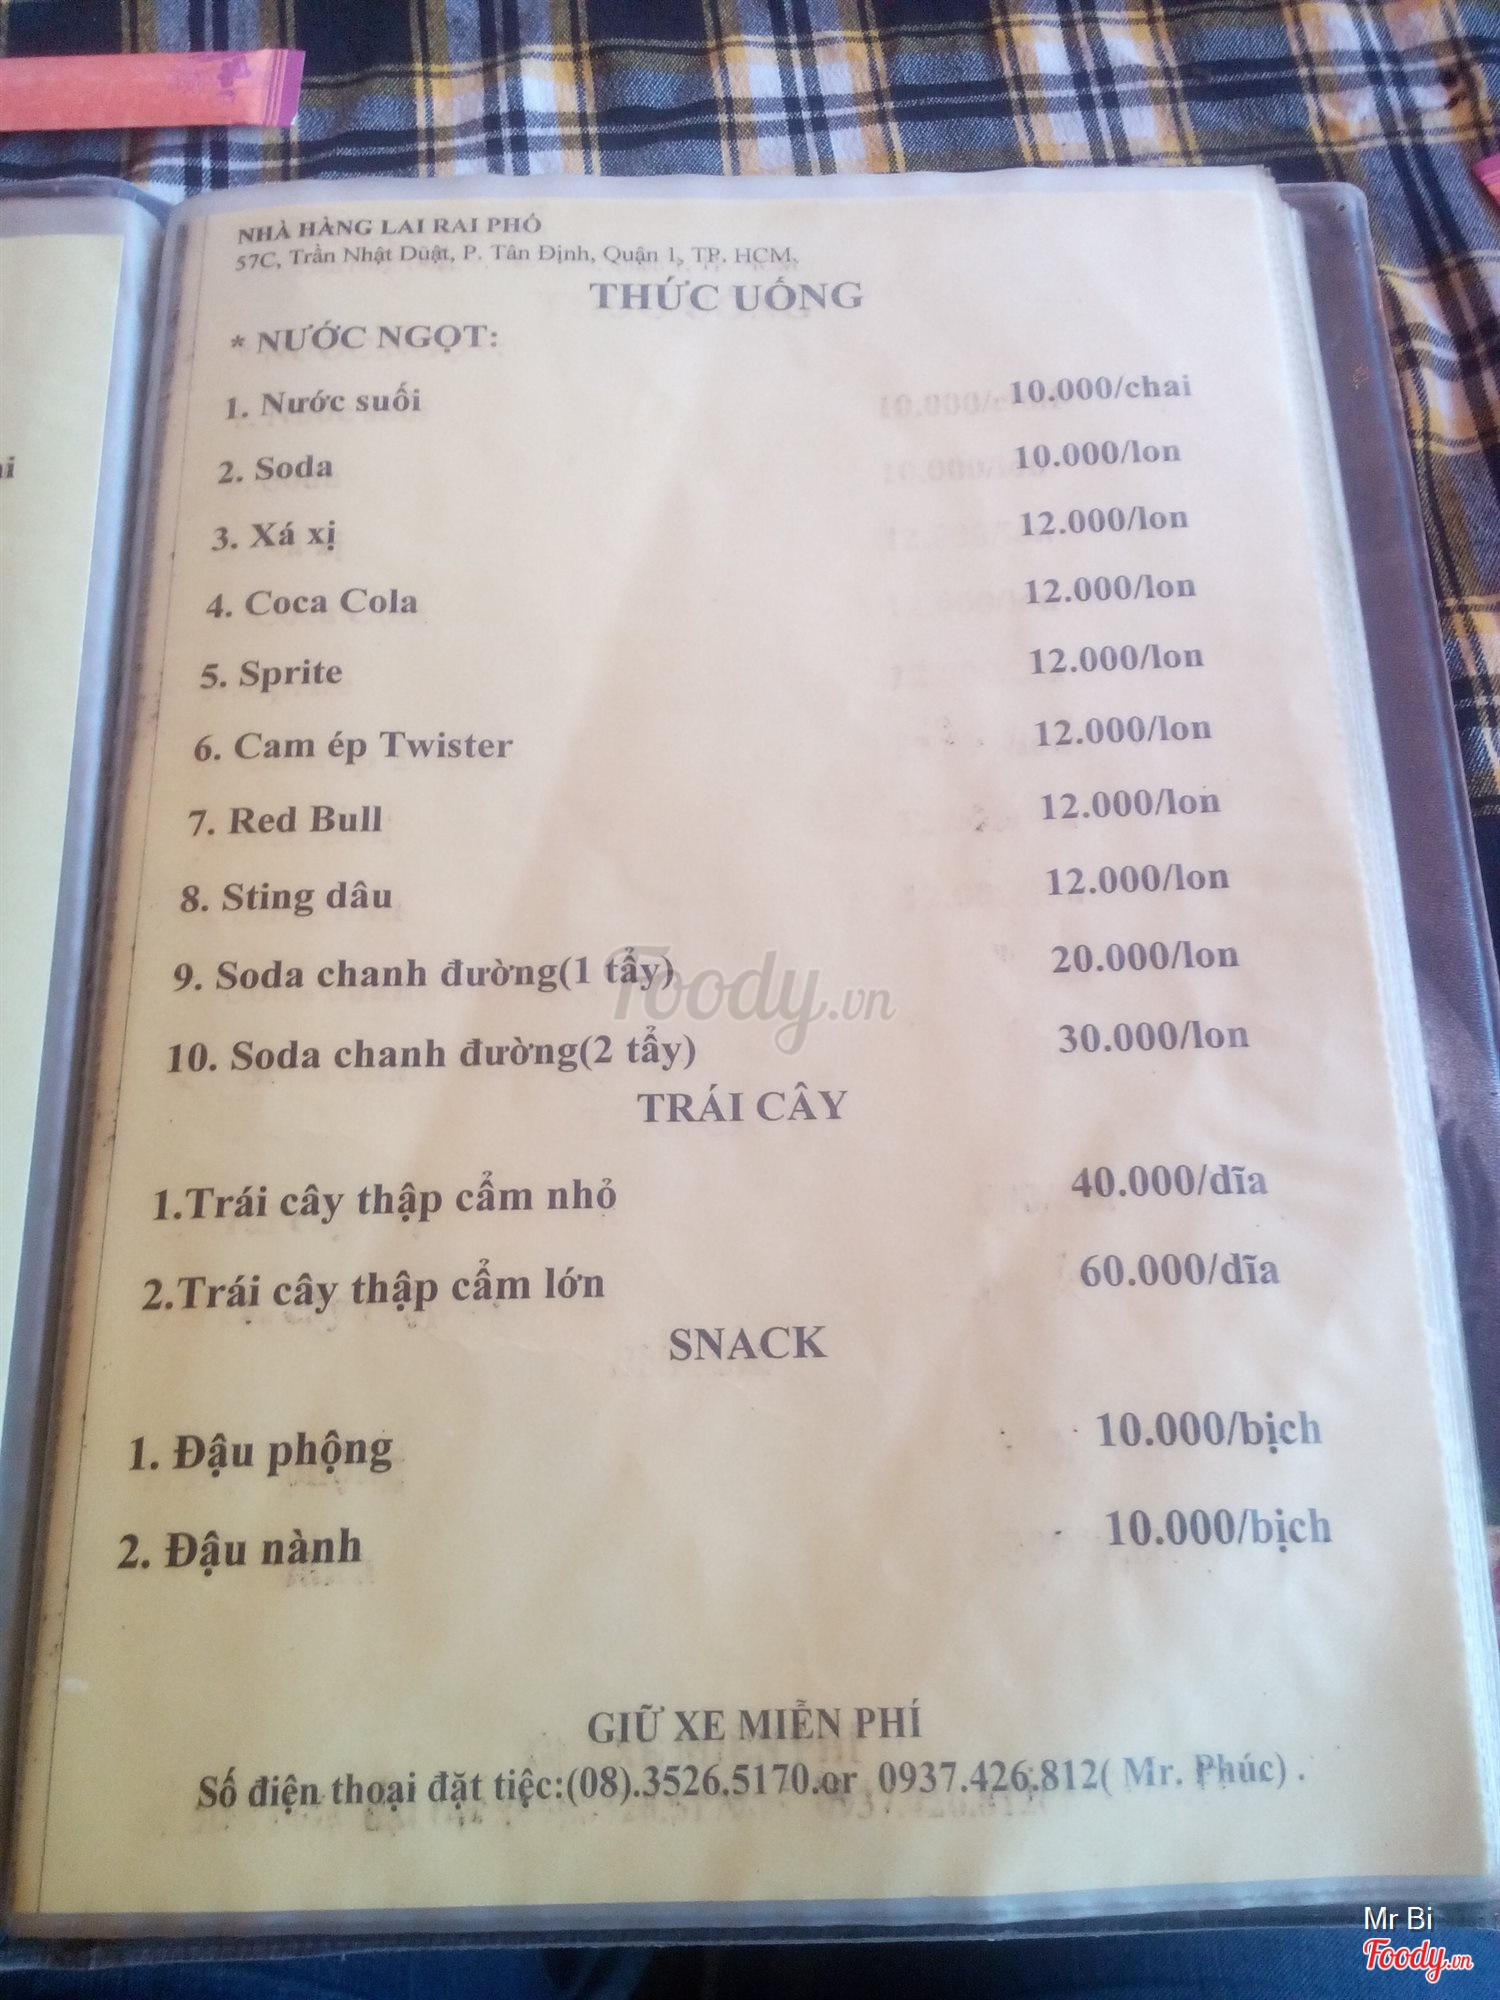 NHÀ HÀNG LAI RAI PHỐ
57C, Trần Nhật Duật, P. Tân Định, Quận 1, TP. HCM.
THỨC UỐNG
* NƯỚC NGỌT:
1. Nước suối 10.000/chai
2. Soda 10.000/lon
3. Xá xị 12.000/lon
4. Coca Cola 12.000/lon
5. Sprite 12.000/lon
6. Cam ép Twister 12.000/lon
7. Red Bull 12.000/lon
8. Sting dâu 12.000/lon
9. Soda chanh đường(1 tẩy) 20.000/lon
10. Soda chanh đường(2 tẩy) 30.000/lon
TRÁI CÂY
1.Trái cây thập cẩm nhỏ 40.000/dĩa
2.Trái cây thập cẩm lớn 60.000/dĩa
SNACK
1. Đậu phộng 10.000/bịch
2. Đậu nành 10.000/bịch
GIỮ XE MIỄN PHÍ
Số điện thoại đặt tiệc:(08).3526.5170.or 0937.426.812( Mr. Phúc) .
Foody.vn
Mr Bi
Foody.vn